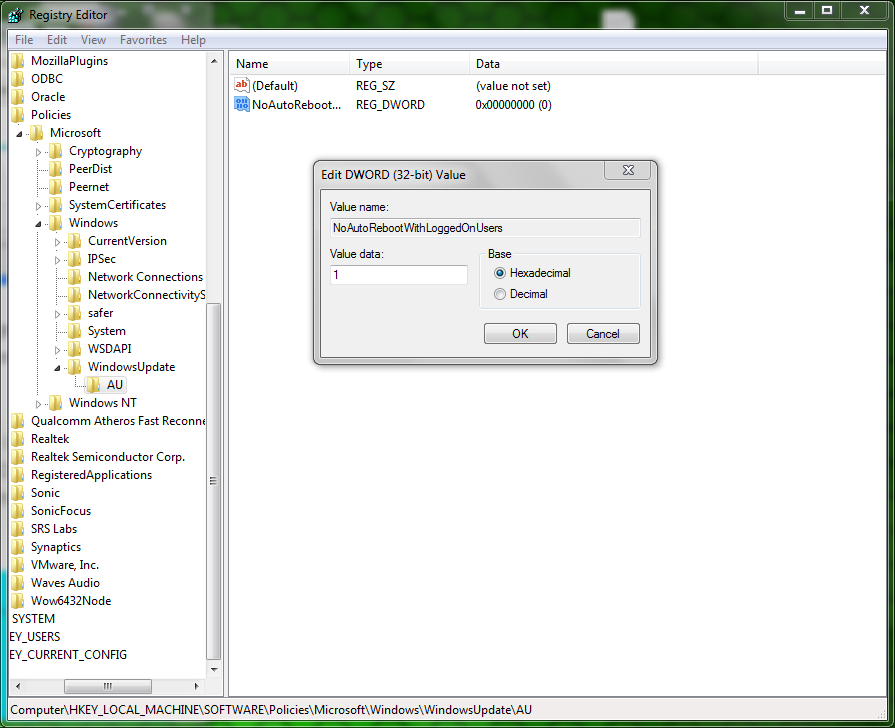 Registry Editor
File Edit View Favorites Help
MozillaPlugins
ODBC
Oracle
Policies
Microsoft
Cryptography
PeerDist
Peernet
SystemCertificates
Windows
CurrentVersion
IPSec
Network Connections
NetworkConnectivityS
safer
System
WSDAPI
WindowsUpdate
AU
Windows NT
Qualcomm Atheros Fast Reconne
Realtek
Realtek Semiconductor Corp.
RegisteredApplications
Sonic
SonicFocus
SRS Labs
Synaptics
VMware, Inc.
Waves Audio
Wow6432Node
SYSTEM
EY_USERS
EY_CURRENT_CONFIG
Name Type Data
ab (Default) REG_SZ (value not set)
NoAutoReboot... REG_DWORD 0x00000000 (0)
Edit DWORD (32-bit) Value
Value name:
NoAutoRebootWithLoggedOnUsers
Value data: Base
1 Hexadecimal
Decimal
OK Cancel
Computer\HKEY_LOCAL_MACHINE\SOFTWARE\Policies\Microsoft\Windows\WindowsUpdate\AU